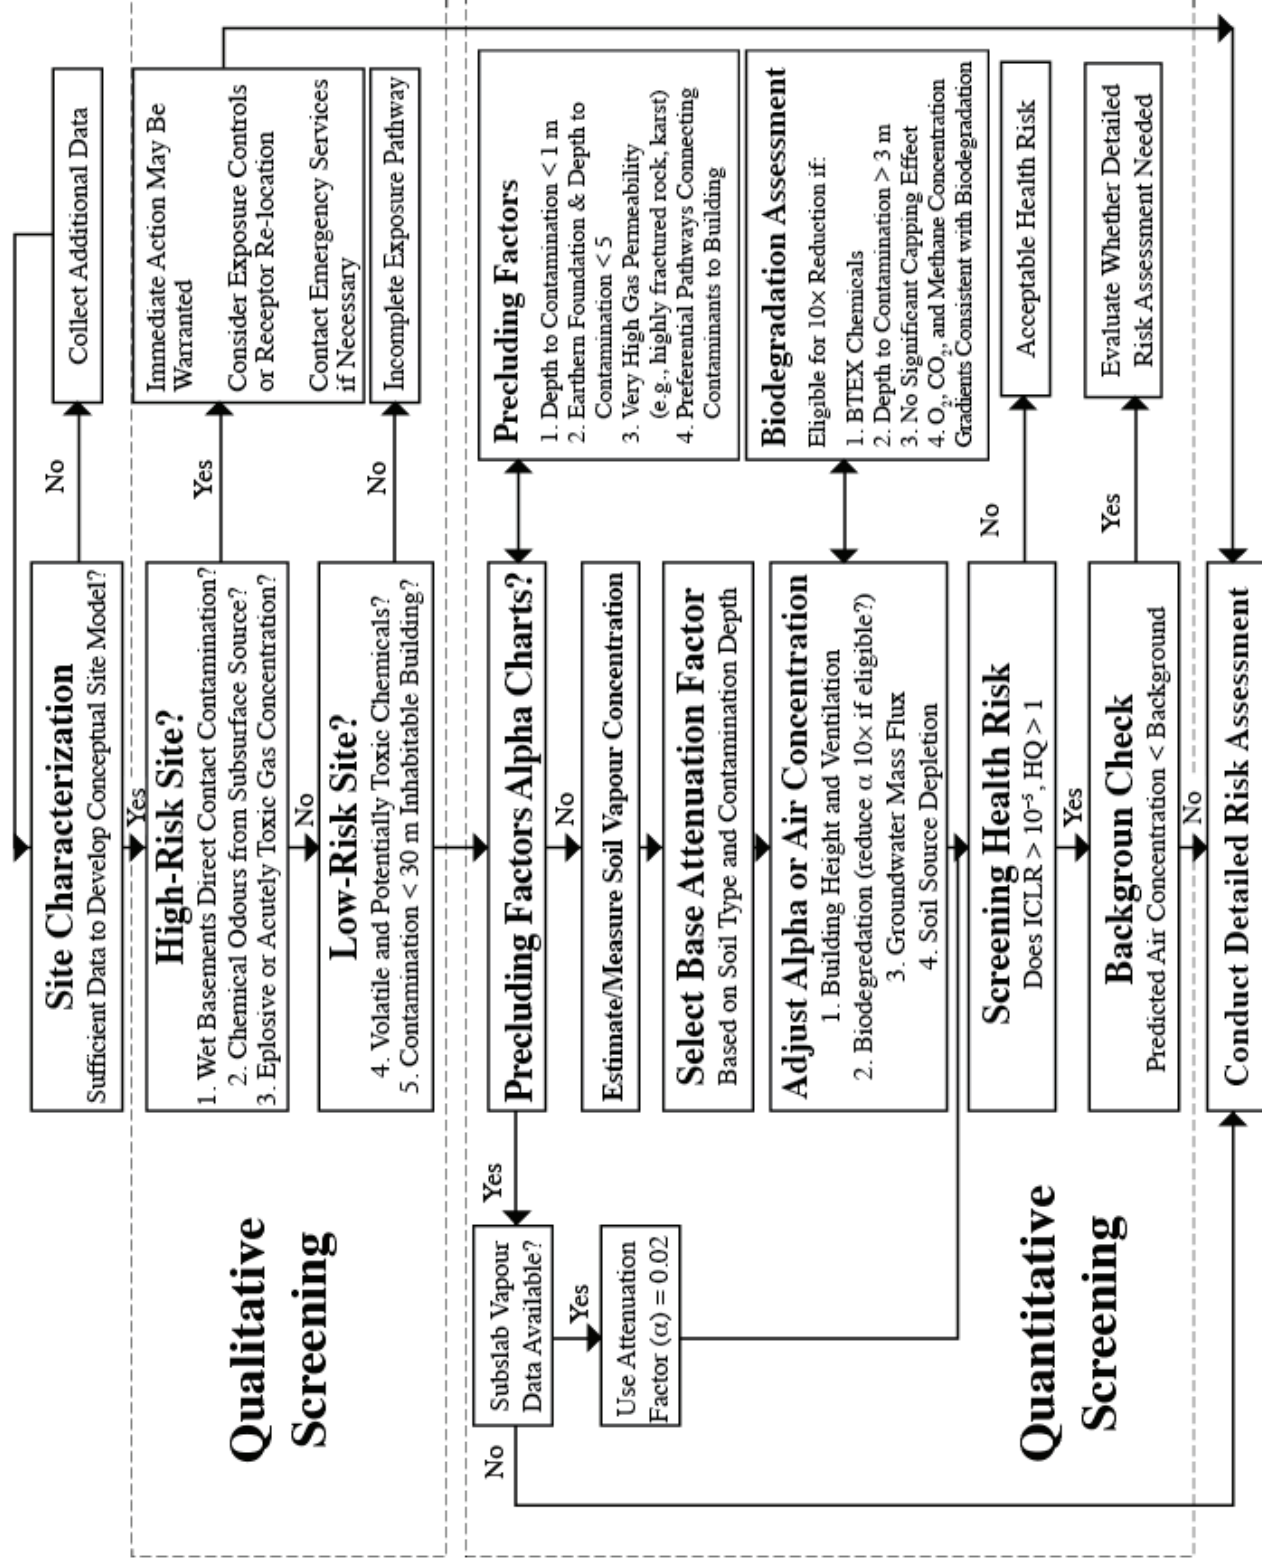 Site Characterization
Sufficient Data to Develop Conceptual Site Model?
No
Collect Additional Data
Yes
Qualitative
Screening
High-Risk Site?
1. Wet Basements Direct Contact Contamination?
2. Chemical Odours from Subsurface Source?
3. Eplosive or Acutely Toxic Gas Concentration?
Yes
Immediate Action May Be
Warranted
Consider Exposure Controls
or Receptor Re-location
Contact Emergency Services
if Necessary
No
Low-Risk Site?
4. Volatile and Potentially Toxic Chemicals?
5. Contamination < 30 m Inhabitable Building?
No
Incomplete Exposure Pathway
Precluding Factors Alpha Charts?
Yes
Subslab Vapour
Data Available?
No
Yes
Use Attenuation
Factor (α) = 0.02
Precluding Factors
1. Depth to Contamination < 1 m
2. Earthern Foundation & Depth to
Contamination < 5
3. Very High Gas Permeability
(e.g., highly fractured rock, karst)
4. Preferential Pathways Connecting
Contaminants to Building
No
Estimate/Measure Soil Vapour Concentration
Select Base Attenuation Factor
Based on Soil Type and Contamination Depth
Adjust Alpha or Air Concentration
1. Building Height and Ventilation
2. Biodegredation (reduce α 10× if eligible?)
3. Groundwater Mass Flux
4. Soil Source Depletion
Biodegradation Assessment
Eligible for 10× Reduction if:
1. BTEX Chemicals
2. Depth to Contamination > 3 m
3. No Significant Capping Effect
4. O₂, CO₂, and Methane Concentration
Gradients Consistent with Biodegradation
Quantitative
Screening
Screening Health Risk
Does ICLR > 10⁻⁵, HQ > 1
No
Acceptable Health Risk
Yes
Backgroun Check
Predicted Air Concentration < Background
Yes
Evaluate Whether Detailed
Risk Assessment Needed
No
Conduct Detailed Risk Assessment